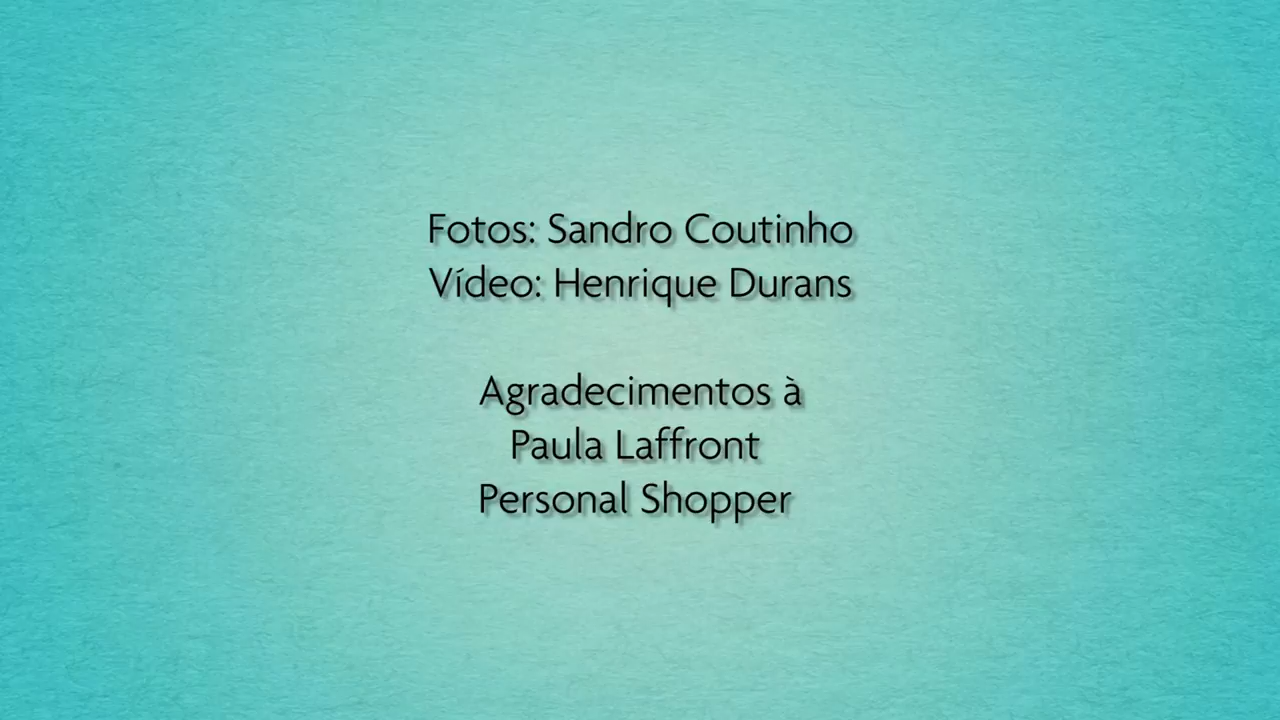 Fotos: Sandro Coutinho
Vídeo: Henrique Durans
Agradecimentos à
Paula Laffront
Personal Shopper